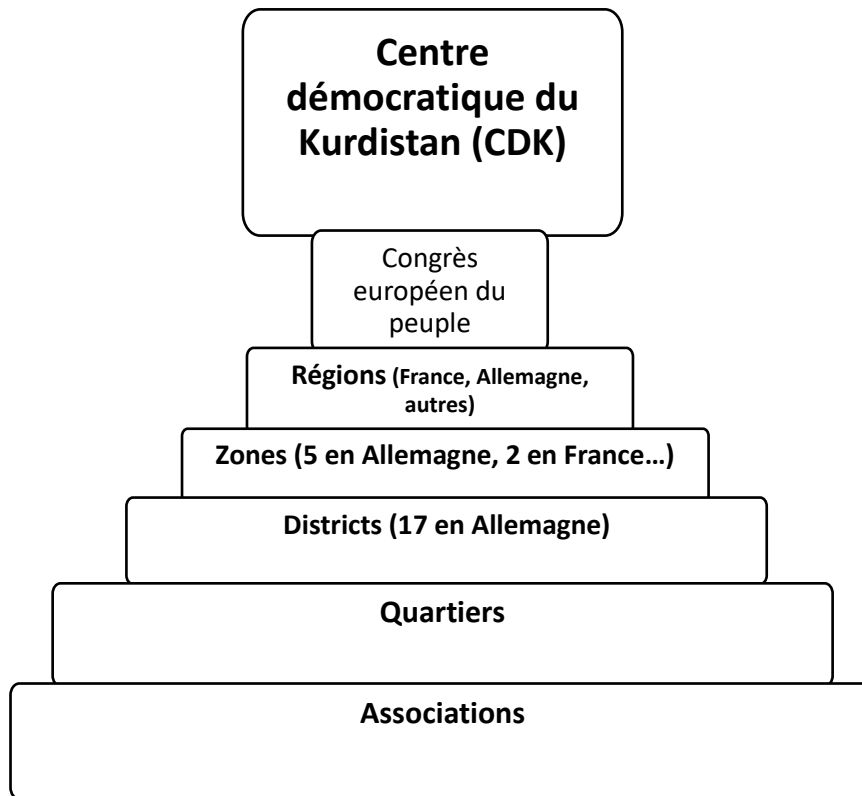 Centre
démocratique du
Kurdistan (CDK)
Congrès
européen du
peuple
Régions (France, Allemagne,
autres)
Zones (5 en Allemagne, 2 en France…)
Districts (17 en Allemagne)
Quartiers
Associations